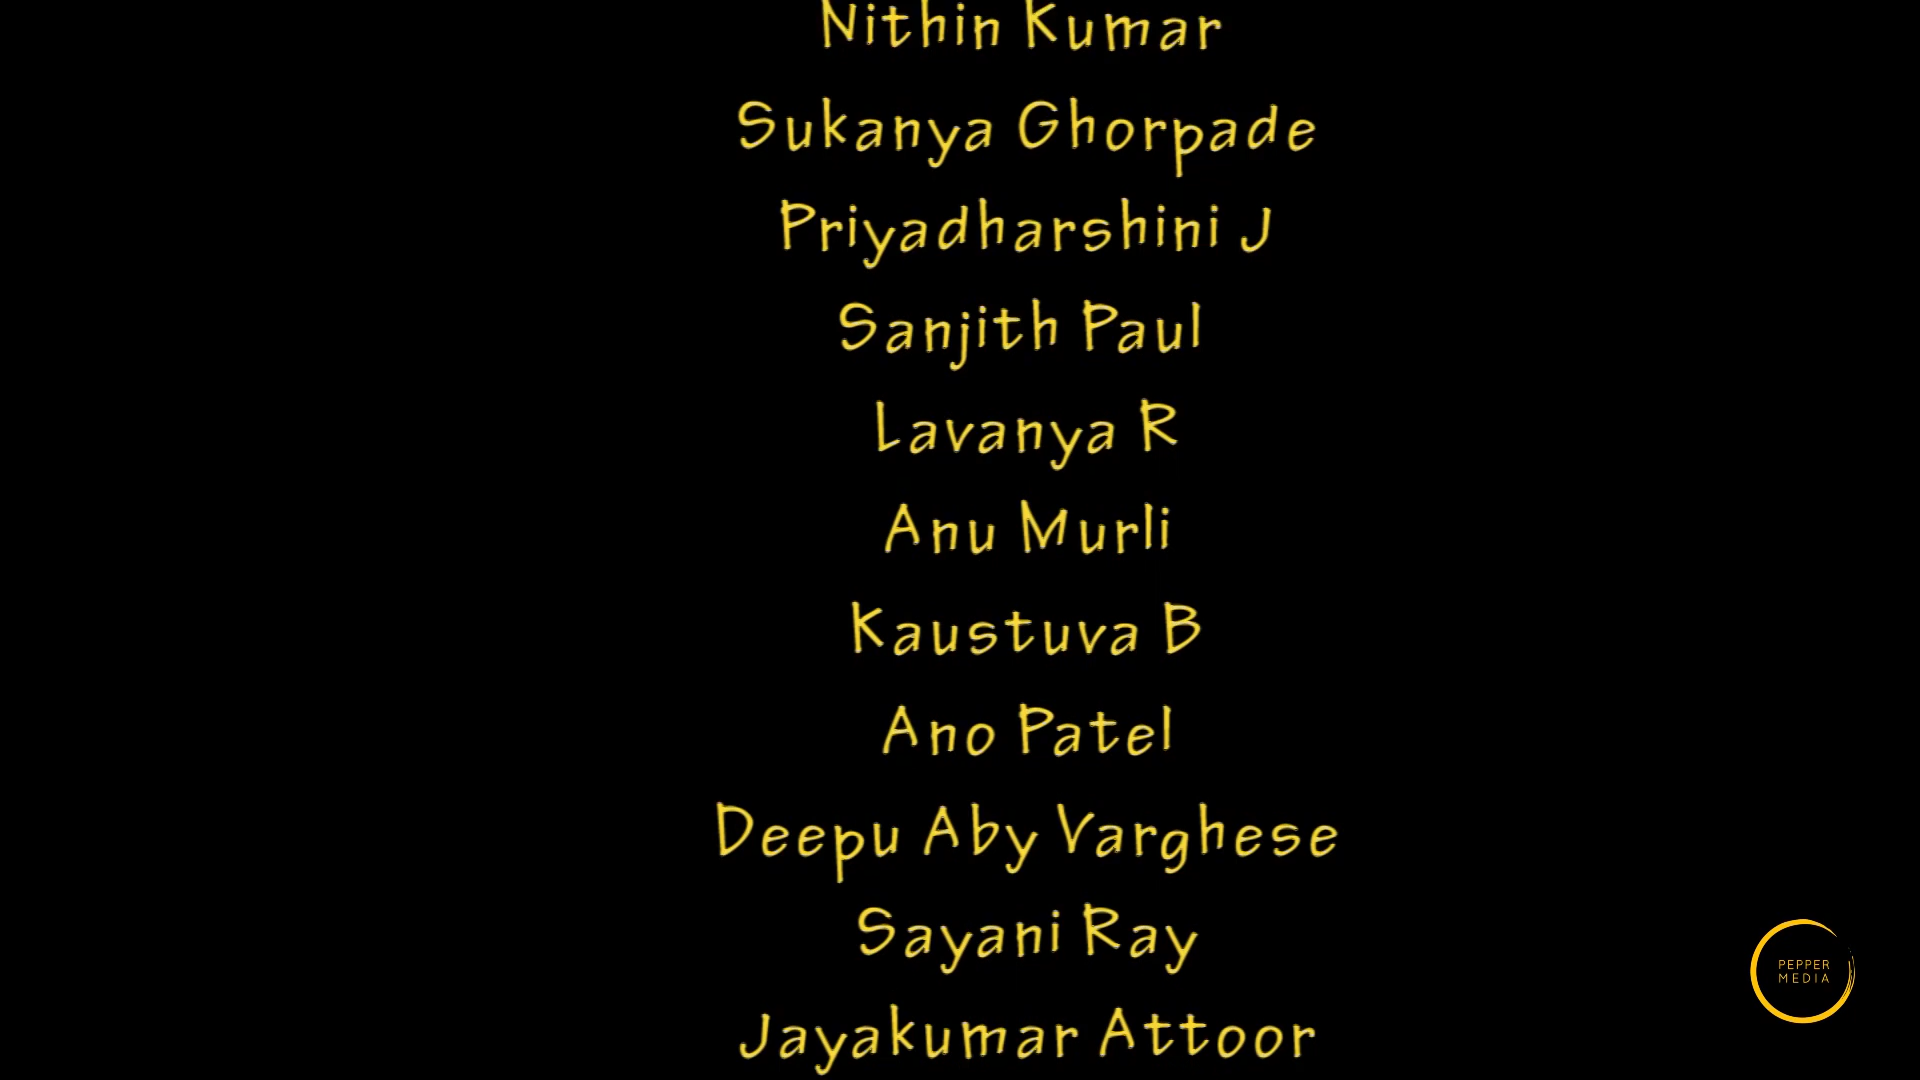 Nithin Kumar
Sukanya Ghorpade
Priyadharshini J
Sanjith Paul
Lavanya R
Anu Murli
Kaustuva B
Ano Patel
Deepu Aby Varghese
Sayani Ray
Jayakumar Attoor
PEPPER
MEDIA